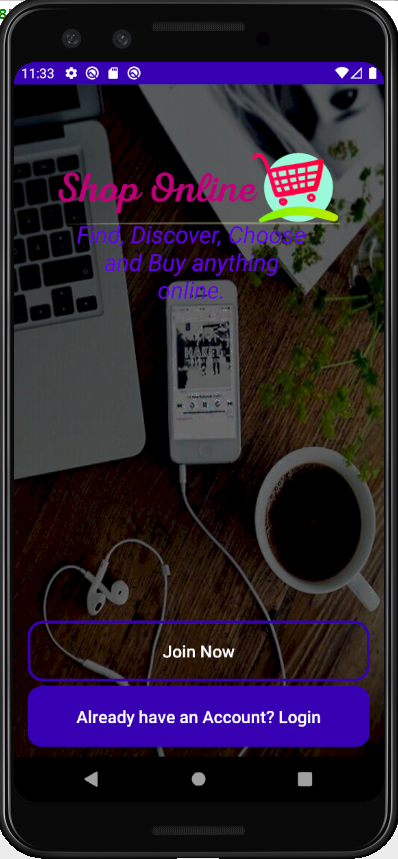 11:33
Shop Online
Find, Discover, Choose
and Buy anything
online.
Join Now
Already have an Account? Login